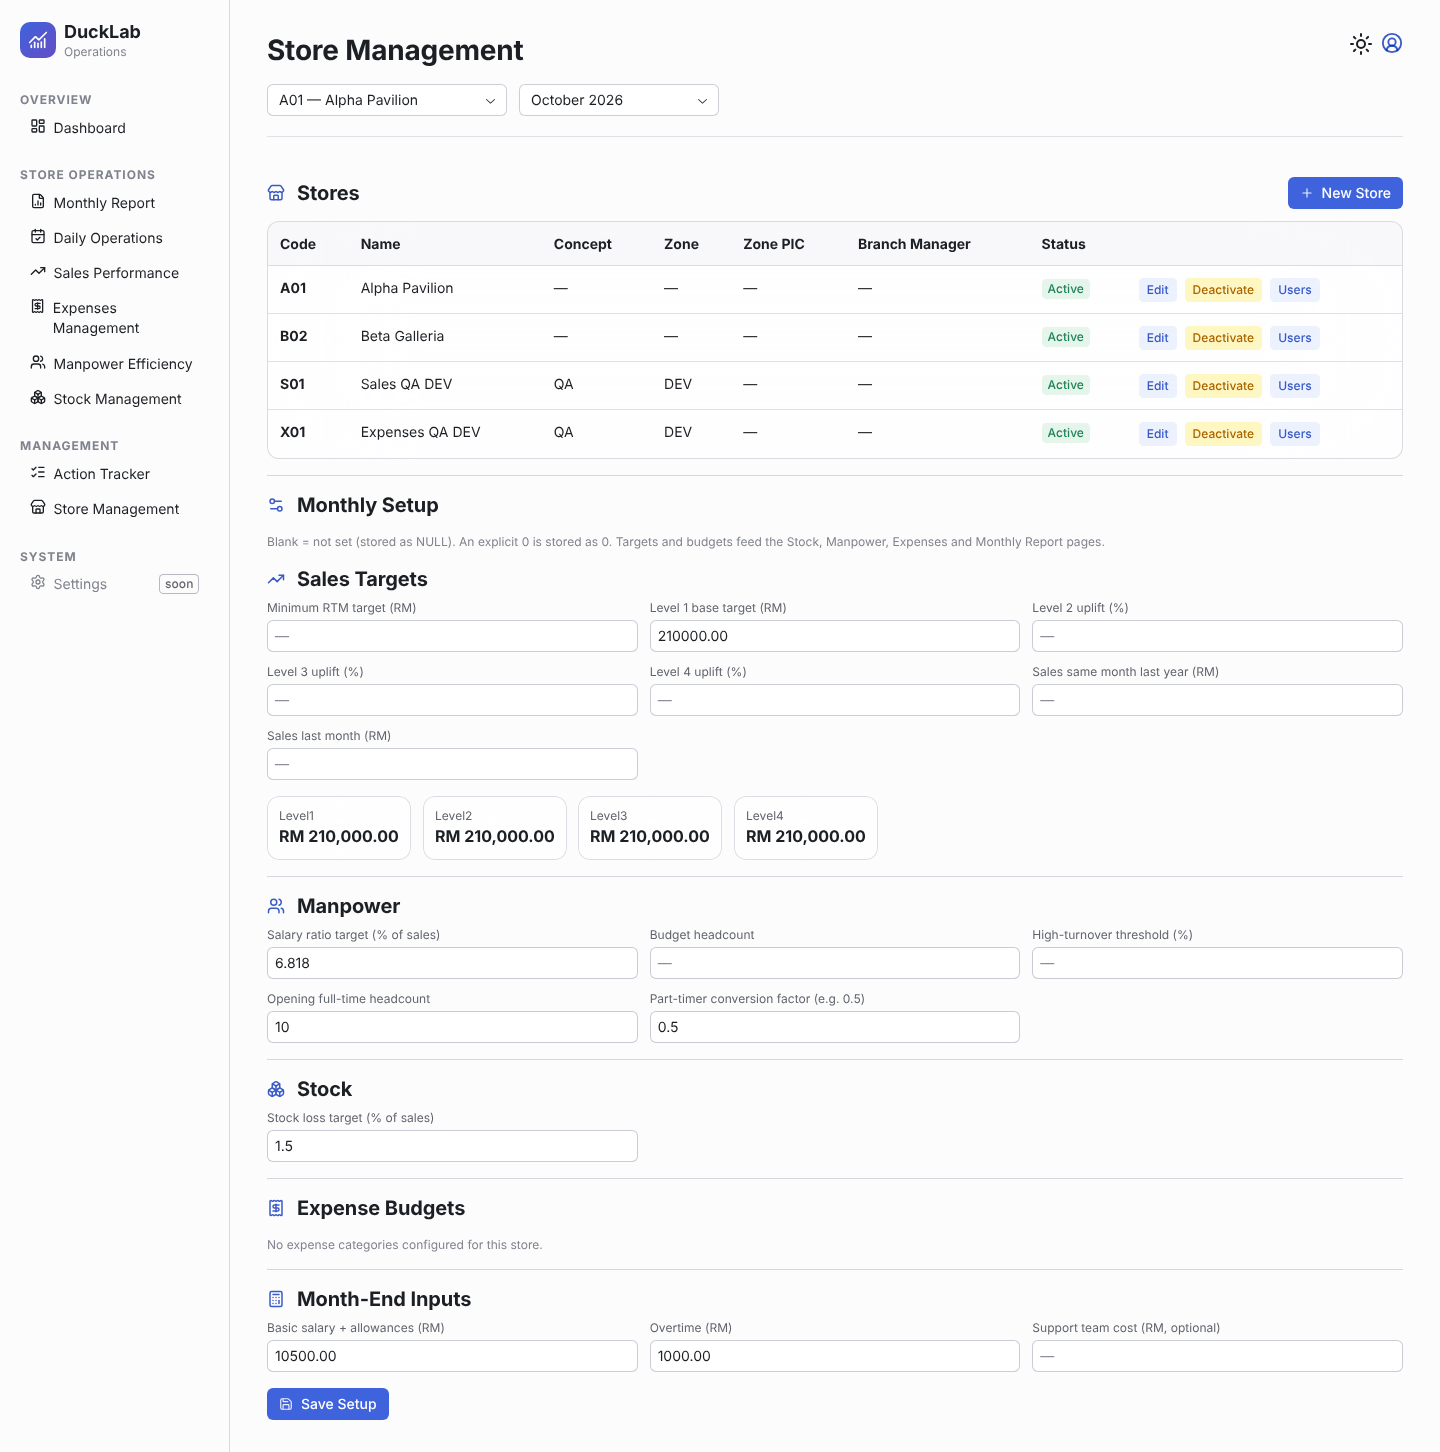 DuckLab
Operations
OVERVIEW
Dashboard
STORE OPERATIONS
Monthly Report
Daily Operations
Sales Performance
Expenses
Management
Manpower Efficiency
Stock Management
MANAGEMENT
Action Tracker
Store Management
SYSTEM
Settings soon
Store Management
A01 — Alpha Pavilion October 2026
Stores New Store
Code Name Concept Zone Zone PIC Branch Manager Status
A01 Alpha Pavilion — — — — Active Edit Deactivate Users
B02 Beta Galleria — — — — Active Edit Deactivate Users
S01 Sales QA DEV QA DEV — — Active Edit Deactivate Users
X01 Expenses QA DEV QA DEV — — Active Edit Deactivate Users
Monthly Setup
Blank = not set (stored as NULL). An explicit 0 is stored as 0. Targets and budgets feed the Stock, Manpower, Expenses and Monthly Report pages.
Sales Targets
Minimum RTM target (RM) Level 1 base target (RM) Level 2 uplift (%)
— 210000.00 —
Level 3 uplift (%) Level 4 uplift (%) Sales same month last year (RM)
— — —
Sales last month (RM)
—
Level1 Level2 Level3 Level4
RM 210,000.00 RM 210,000.00 RM 210,000.00 RM 210,000.00
Manpower
Salary ratio target (% of sales) Budget headcount High-turnover threshold (%)
6.818 — —
Opening full-time headcount Part-timer conversion factor (e.g. 0.5)
10 0.5
Stock
Stock loss target (% of sales)
1.5
Expense Budgets
No expense categories configured for this store.
Month-End Inputs
Basic salary + allowances (RM) Overtime (RM) Support team cost (RM, optional)
10500.00 1000.00 —
Save Setup